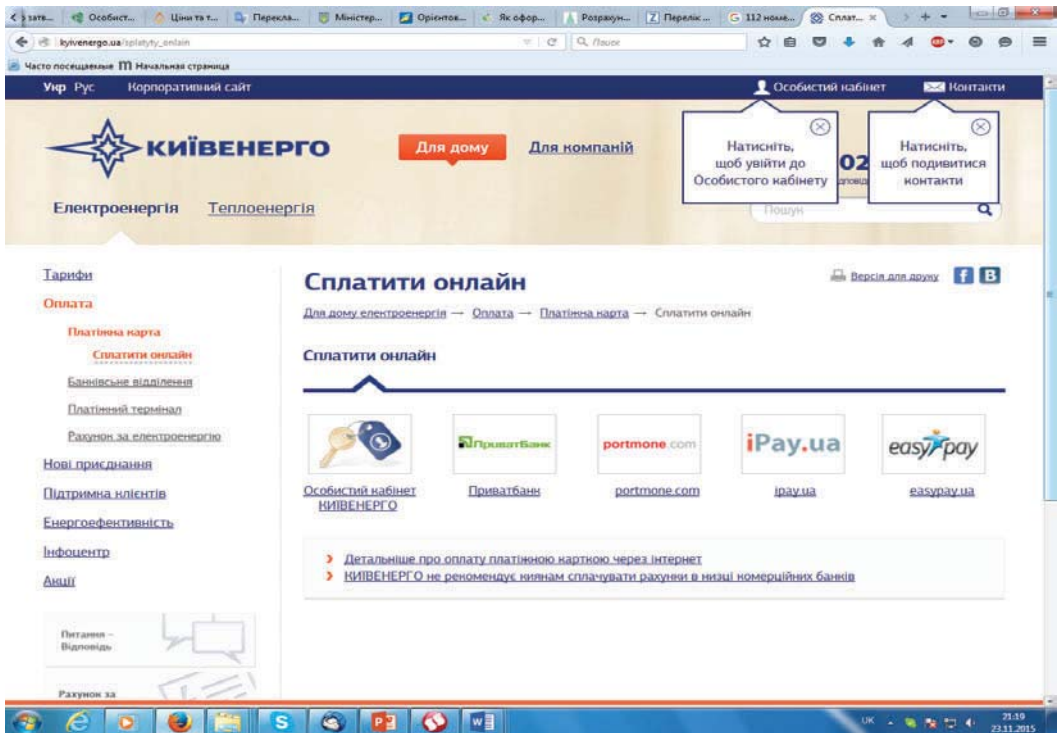 Особист...
Ціни та т...
Перекла...
Міністер...
Орієнтов...
Як офор...
Розрахун...
Перелік ...
112 номе...
Сплат...
kyivenergo.ua/splatyty_onlain
Поиск
Часто посещаемые
Начальная страница
Укр Рус Корпоративний сайт
Особистий кабінет
Контакти
КИЇВЕНЕРГО
Для дому
Для компаній
Натисніть,
щоб увійти до
Особистого кабінету
02
Натисніть,
щоб подивитися
контакти
Пошук
Електроенергія
Теплоенергія
Тарифи
Оплата
Платіжна карта
Сплатити онлайн
Банківське відділення
Платіжний термінал
Рахунок за електроенергію
Нові приєднання
Підтримка клієнтів
Енергоефективність
Інфоцентр
Акції
Питання –
Відповідь
Рахунок за
Сплатити онлайн
Версія для друку
Для дому електроенергія → Оплата → Платіжна карта → Сплатити онлайн
Сплатити онлайн
ПриватБанк
portmone.com
iPay.ua
easypay
Особистий кабінет
КИЇВЕНЕРГО
Приватбанк
portmone.com
ipay.ua
easypay.ua
Детальніше про оплату платіжною карткою через інтернет
КИЇВЕНЕРГО не рекомендує киянам сплачувати рахунки в низці комерційних банків
UK
21:19
23.11.2015